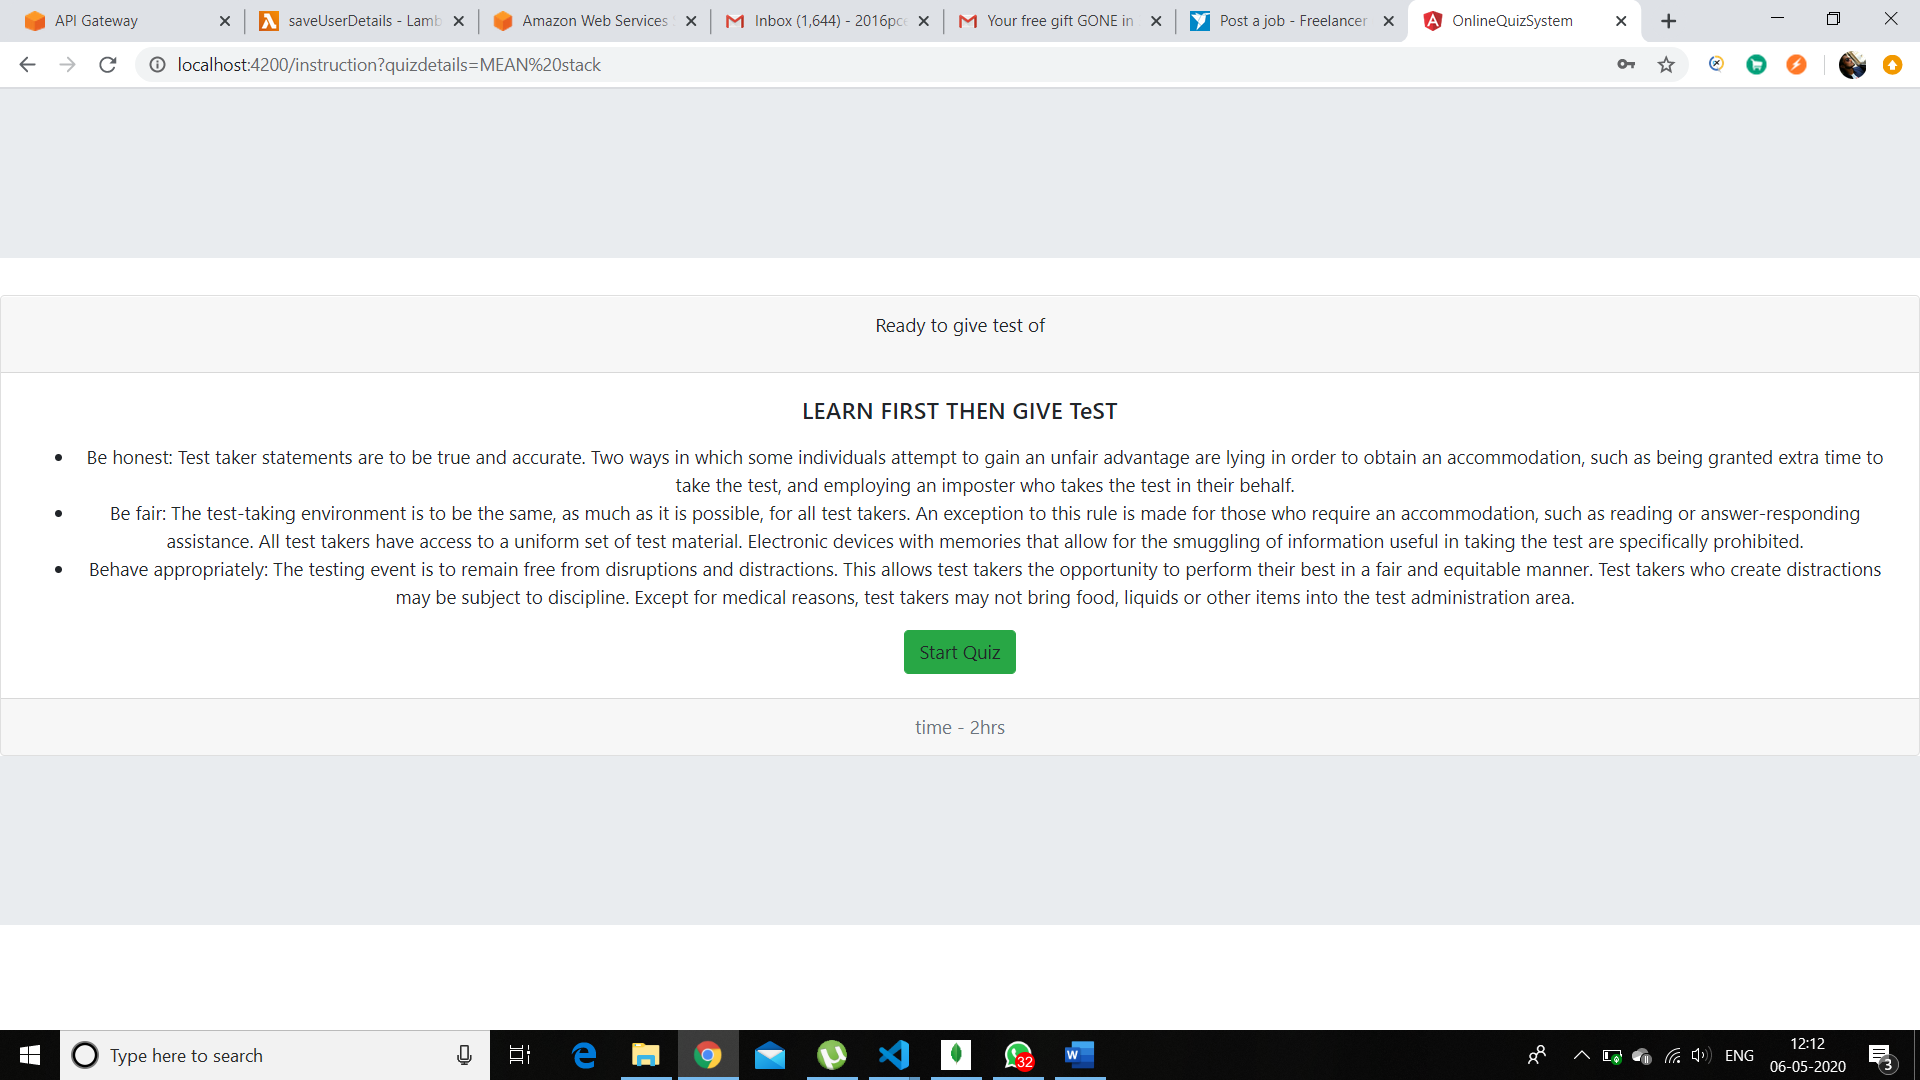 API Gateway
saveUserDetails - Lamb
Amazon Web Services
Inbox (1,644) - 2016pce
Your free gift GONE in
Post a job - Freelancer
OnlineQuizSystem
localhost:4200/instruction?quizdetails=MEAN%20stack
Ready to give test of
LEARN FIRST THEN GIVE TeST
Be honest: Test taker statements are to be true and accurate. Two ways in which some individuals attempt to gain an unfair advantage are lying in order to obtain an accommodation, such as being granted extra time to
take the test, and employing an imposter who takes the test in their behalf.
Be fair: The test-taking environment is to be the same, as much as it is possible, for all test takers. An exception to this rule is made for those who require an accommodation, such as reading or answer-responding
assistance. All test takers have access to a uniform set of test material. Electronic devices with memories that allow for the smuggling of information useful in taking the test are specifically prohibited.
Behave appropriately: The testing event is to remain free from disruptions and distractions. This allows test takers the opportunity to perform their best in a fair and equitable manner. Test takers who create distractions
may be subject to discipline. Except for medical reasons, test takers may not bring food, liquids or other items into the test administration area.
Start Quiz
time - 2hrs
Type here to search
32
ENG
12:12
06-05-2020
3